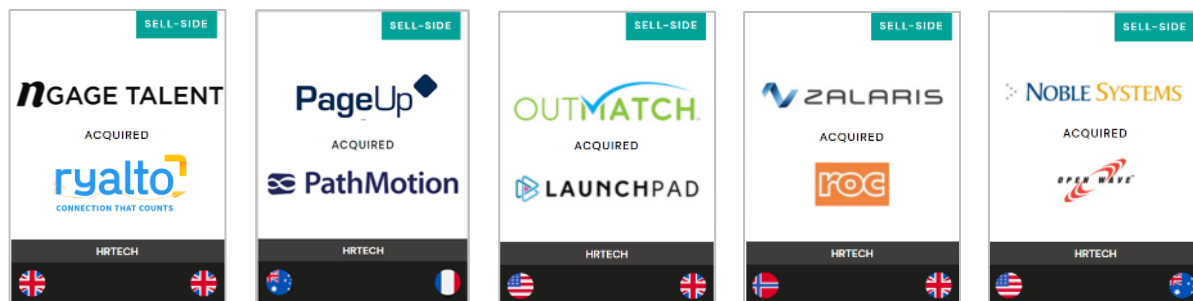 SELL-SIDE
nGAGE TALENT
ACQUIRED
ryalto
CONNECTION THAT COUNTS
HRTECH
SELL-SIDE
PageUp
ACQUIRED
PathMotion
HRTECH
SELL-SIDE
OUTMATCH
ACQUIRED
LAUNCHPAD
HRTECH
SELL-SIDE
ZALARIS
ACQUIRED
roc
HRTECH
SELL-SIDE
NOBLE SYSTEMS
ACQUIRED
OPEN WAVE
HRTECH